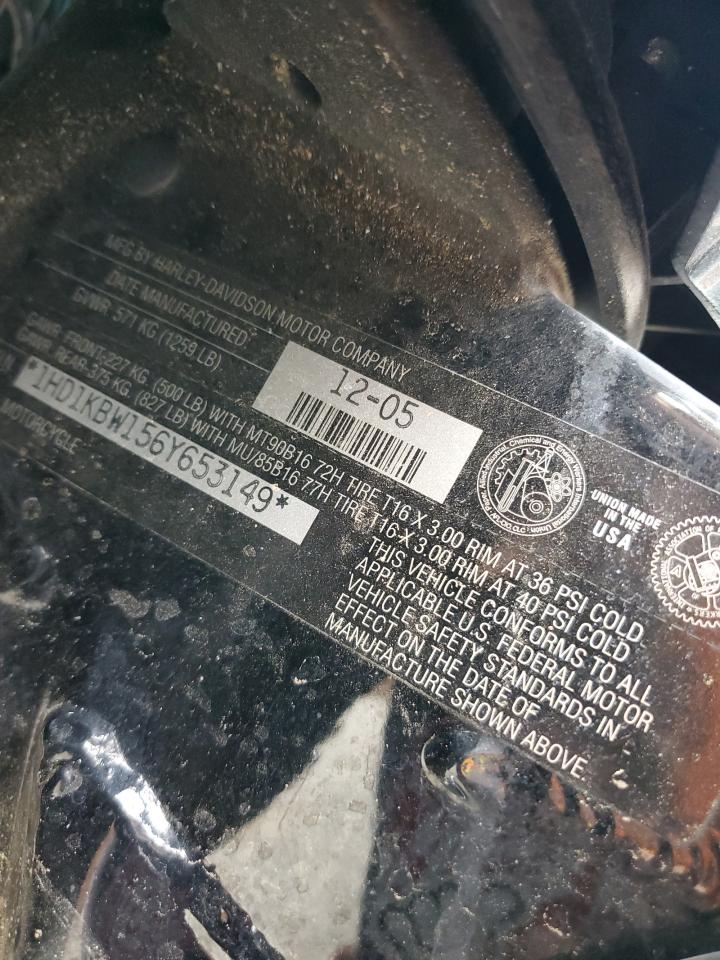 MFG BY HARLEY-DAVIDSON MOTOR COMPANY
DATE MANUFACTURED: 12-05
GVWR: 571 KG (1259 LB)
GAWR: FRONT-227 KG. (500 LB) WITH MT90B16 72H TIRE T16 X 3.00 RIM AT 36 PSI COLD
GAWR: REAR-375 KG. (827 LB) WITH MU/85B16 77H TIRE T16 X 3.00 RIM AT 40 PSI COLD
*1HD1KBW156Y653149*
MOTORCYCLE
THIS VEHICLE CONFORMS TO ALL
APPLICABLE U.S. FEDERAL MOTOR
VEHICLE SAFETY STANDARDS IN
EFFECT ON THE DATE OF
MANUFACTURE SHOWN ABOVE.
UNION MADE
IN THE
USA